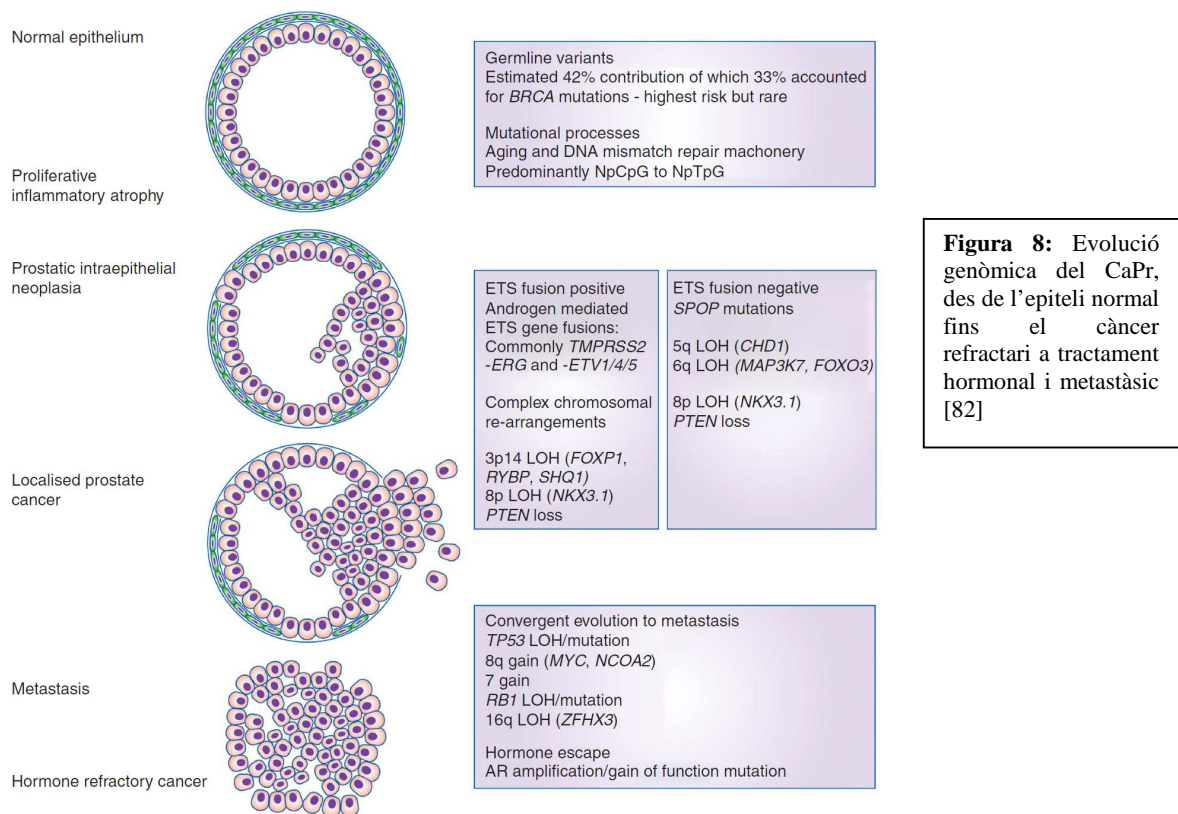 Normal epithelium
Proliferative
inflammatory atrophy
Prostatic intraepithelial
neoplasia
Localised prostate
cancer
Metastasis
Hormone refractory cancer
Germline variants
Estimated 42% contribution of which 33% accounted
for BRCA mutations - highest risk but rare
Mutational processes
Aging and DNA mismatch repair machonery
Predominantly NpCpG to NpTpG
ETS fusion positive
Androgen mediated
ETS gene fusions:
Commonly TMPRSS2
-ERG and -ETV1/4/5
Complex chromosomal
re-arrangements
3p14 LOH (FOXP1,
RYBP, SHQ1)
8p LOH (NKX3.1)
PTEN loss
ETS fusion negative
SPOP mutations
5q LOH (CHD1)
6q LOH (MAP3K7, FOXO3)
8p LOH (NKX3.1)
PTEN loss
Convergent evolution to metastasis
TP53 LOH/mutation
8q gain (MYC, NCOA2)
7 gain
RB1 LOH/mutation
16q LOH (ZFHX3)
Hormone escape
AR amplification/gain of function mutation
Figura 8: Evolució
genòmica del CaPr,
des de l’epiteli normal
fins el càncer
refractari a tractament
hormonal i metastàsic
[82]